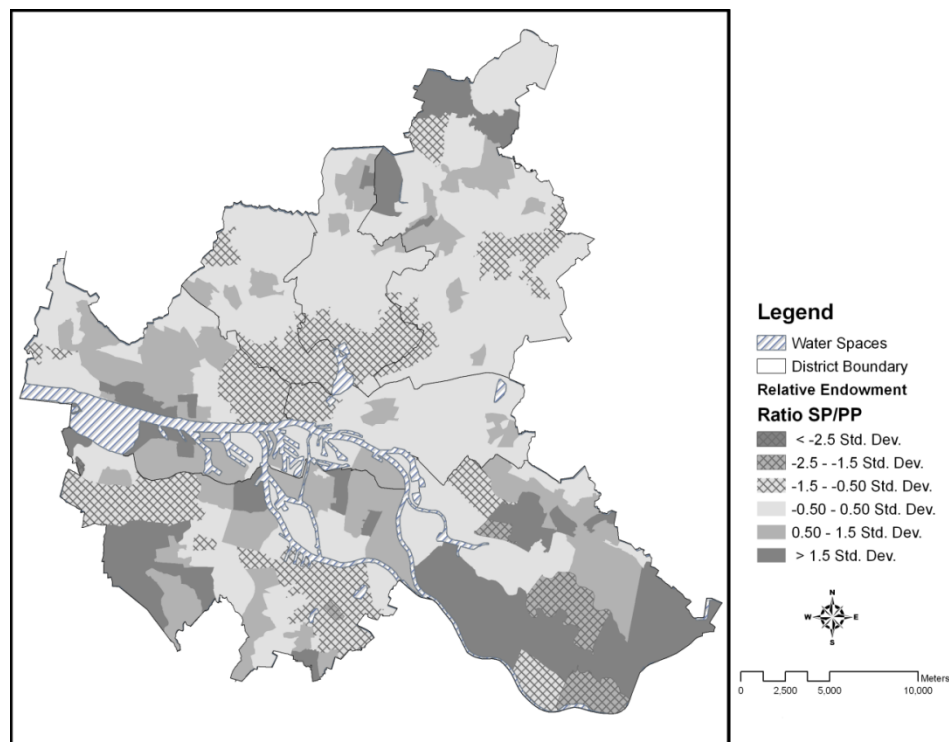 Legend
Water Spaces
District Boundary
Relative Endowment
Ratio SP/PP
< -2.5 Std. Dev.
-2.5 - -1.5 Std. Dev.
-1.5 - -0.50 Std. Dev.
-0.50 - 0.50 Std. Dev.
0.50 - 1.5 Std. Dev.
> 1.5 Std. Dev.
N
W E
S
Meters
0 2,500 5,000 10,000